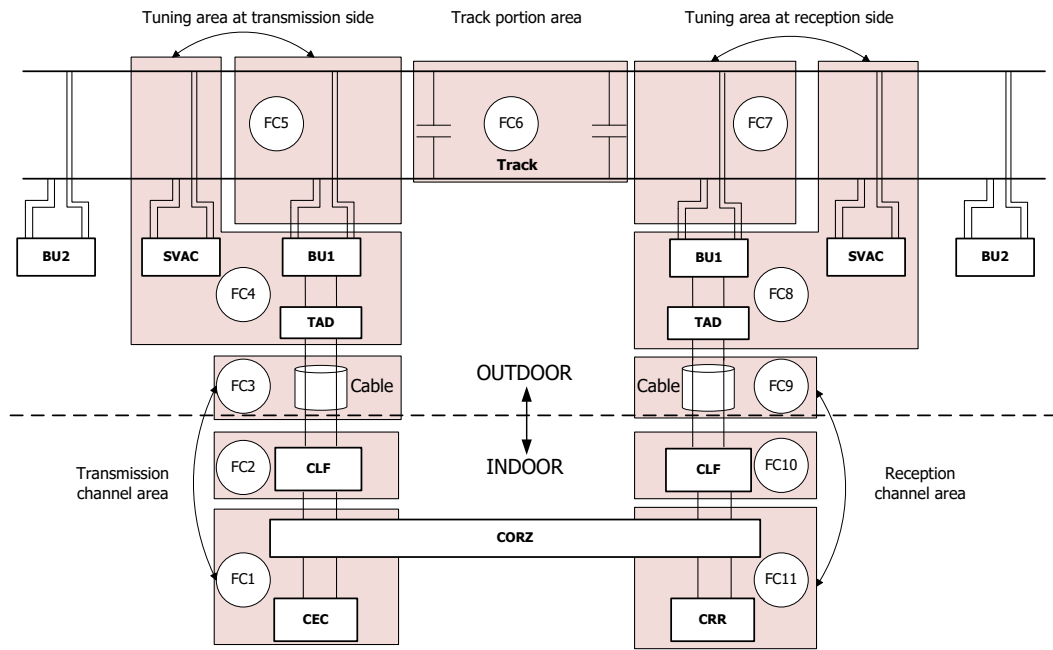 Tuning area at transmission side
Track portion area
Tuning area at reception side
FC5
FC6
FC7
Track
BU2
SVAC
BU1
BU1
SVAC
BU2
FC4
FC8
TAD
TAD
FC3
Cable
OUTDOOR
Cable
FC9
FC2
CLF
INDOOR
CLF
FC10
Transmission
channel area
Reception
channel area
CORZ
FC1
FC11
CEC
CRR